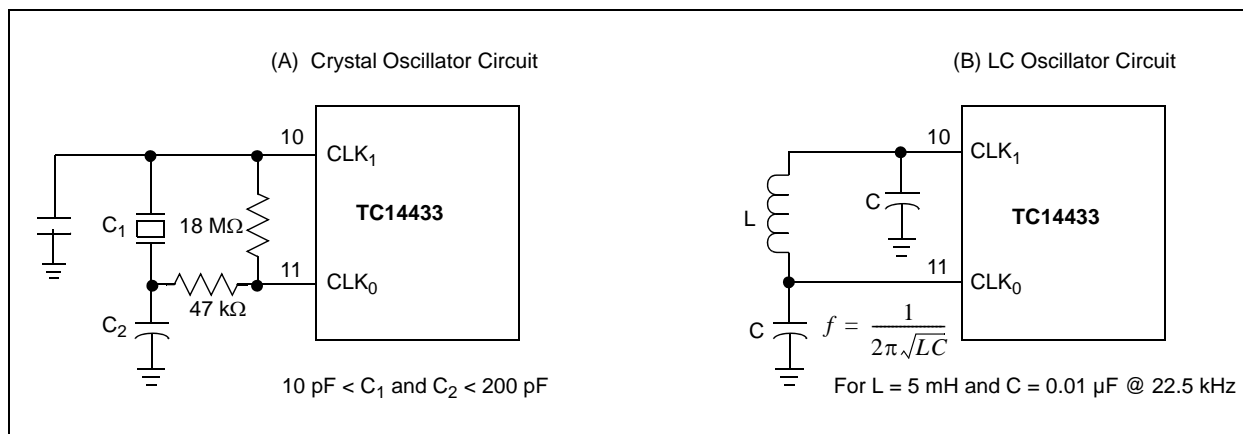 (A) Crystal Oscillator Circuit
10
CLK₁
C₁
18 MΩ
TC14433
11
CLK₀
47 kΩ
C₂
10 pF < C₁ and C₂ < 200 pF
(B) LC Oscillator Circuit
10
CLK₁
C
L
TC14433
11
CLK₀
C
f = 1 / 2π√LC
For L = 5 mH and C = 0.01 µF @ 22.5 kHz